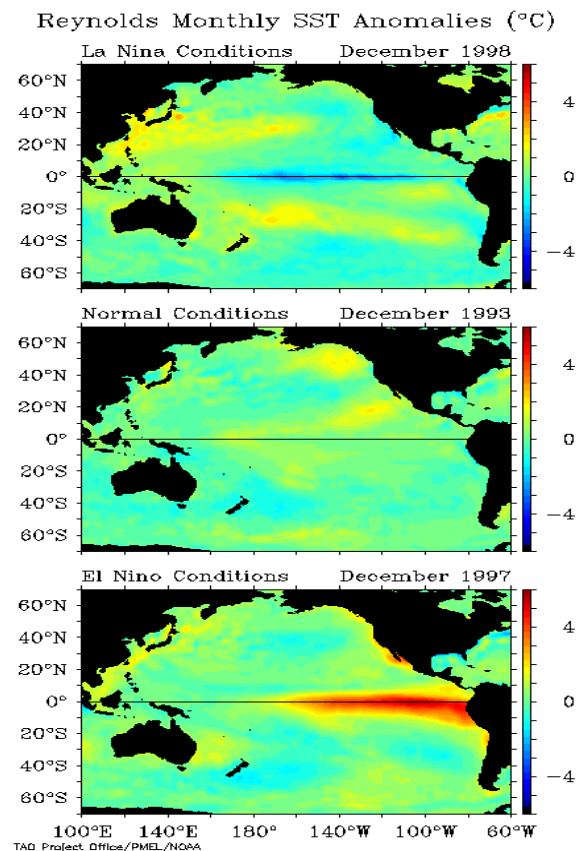 Reynolds Monthly SST Anomalies (°C)
La Nina Conditions December 1998
60°N
40°N
20°N
0°
20°S
40°S
60°S
4
0
−4
Normal Conditions December 1993
60°N
40°N
20°N
0°
20°S
40°S
60°S
4
0
−4
El Nino Conditions December 1997
60°N
40°N
20°N
0°
20°S
40°S
60°S
4
0
−4
100°E 140°E 180° 140°W 100°W 60°W
TAO Project Office/PMEL/NOAA